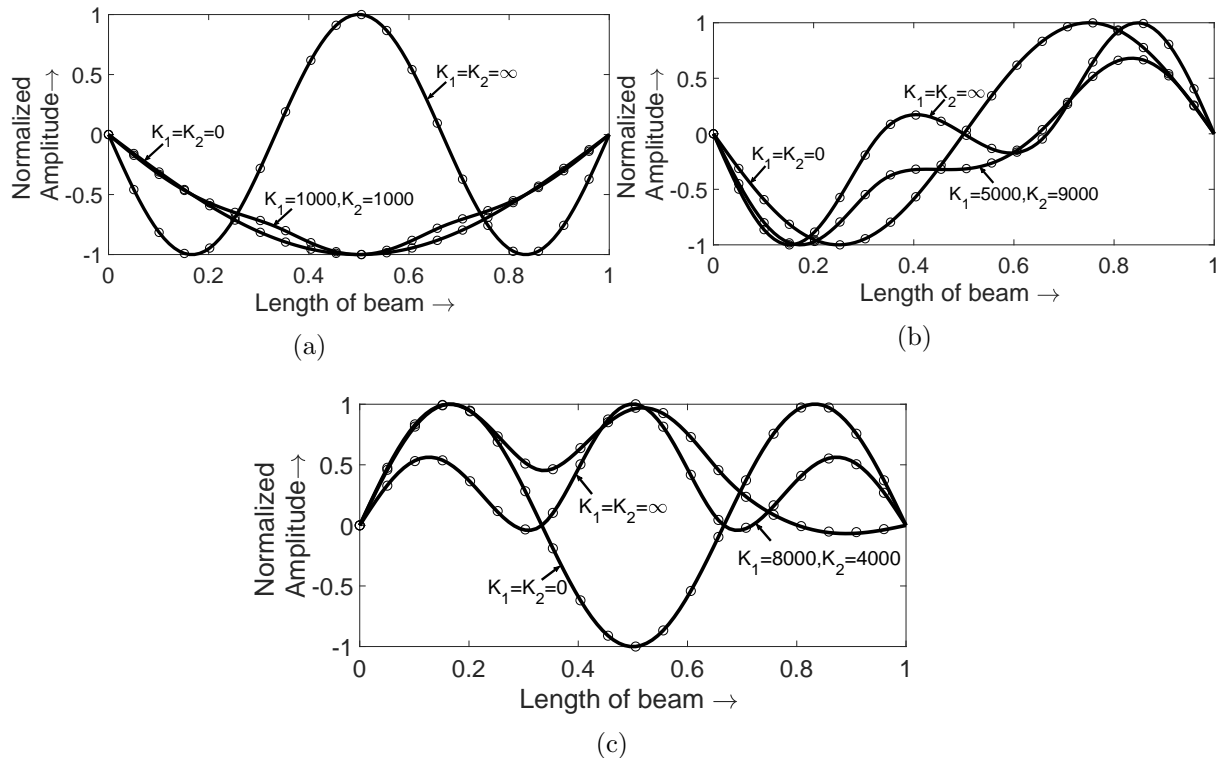 Normalized
Amplitude→
1
0.5
0
-0.5
-1
K1=K2=∞
K1=K2=0
K1=1000,K2=1000
0 0.2 0.4 0.6 0.8 1
Length of beam →
(a)
Normalized
Amplitude→
1
0.5
0
-0.5
-1
K1=K2=∞
K1=K2=0
K1=5000,K2=9000
0 0.2 0.4 0.6 0.8 1
Length of beam →
(b)
Normalized
Amplitude→
1
0.5
0
-0.5
-1
K1=K2=∞
K1=8000,K2=4000
K1=K2=0
0 0.2 0.4 0.6 0.8 1
Length of beam →
(c)